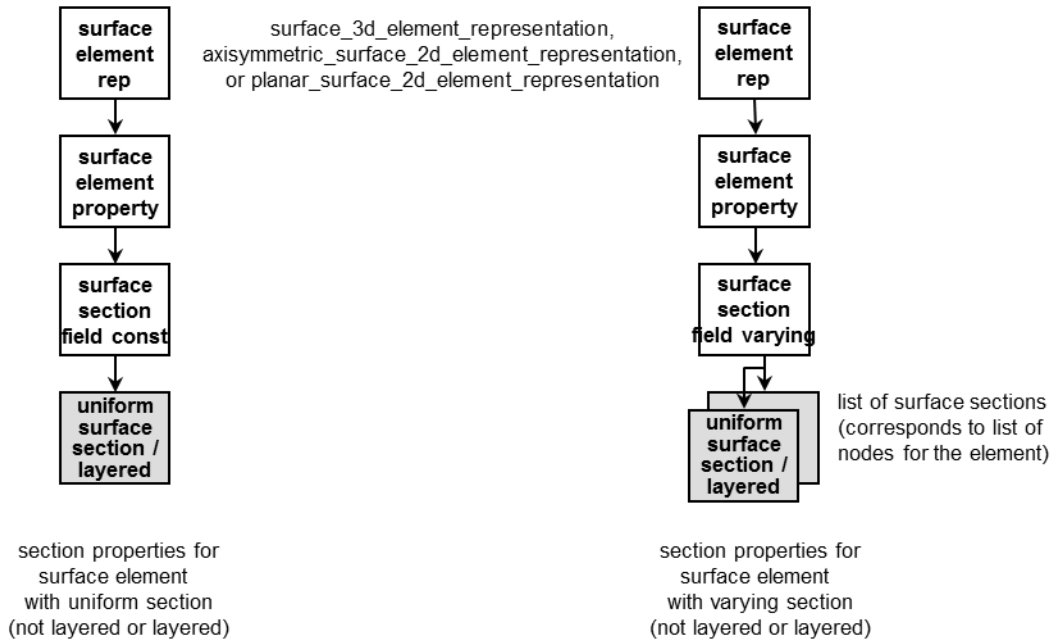 surface
element
rep
surface_3d_element_representation,
axisymmetric_surface_2d_element_representation,
or planar_surface_2d_element_representation
surface
element
rep
surface
element
property
surface
element
property
surface
section
field const
surface
section
field varying
uniform
surface
section /
layered
uniform
surface
section /
layered
list of surface sections
(corresponds to list of
nodes for the element)
section properties for
surface element
with uniform section
(not layered or layered)
section properties for
surface element
with varying section
(not layered or layered)